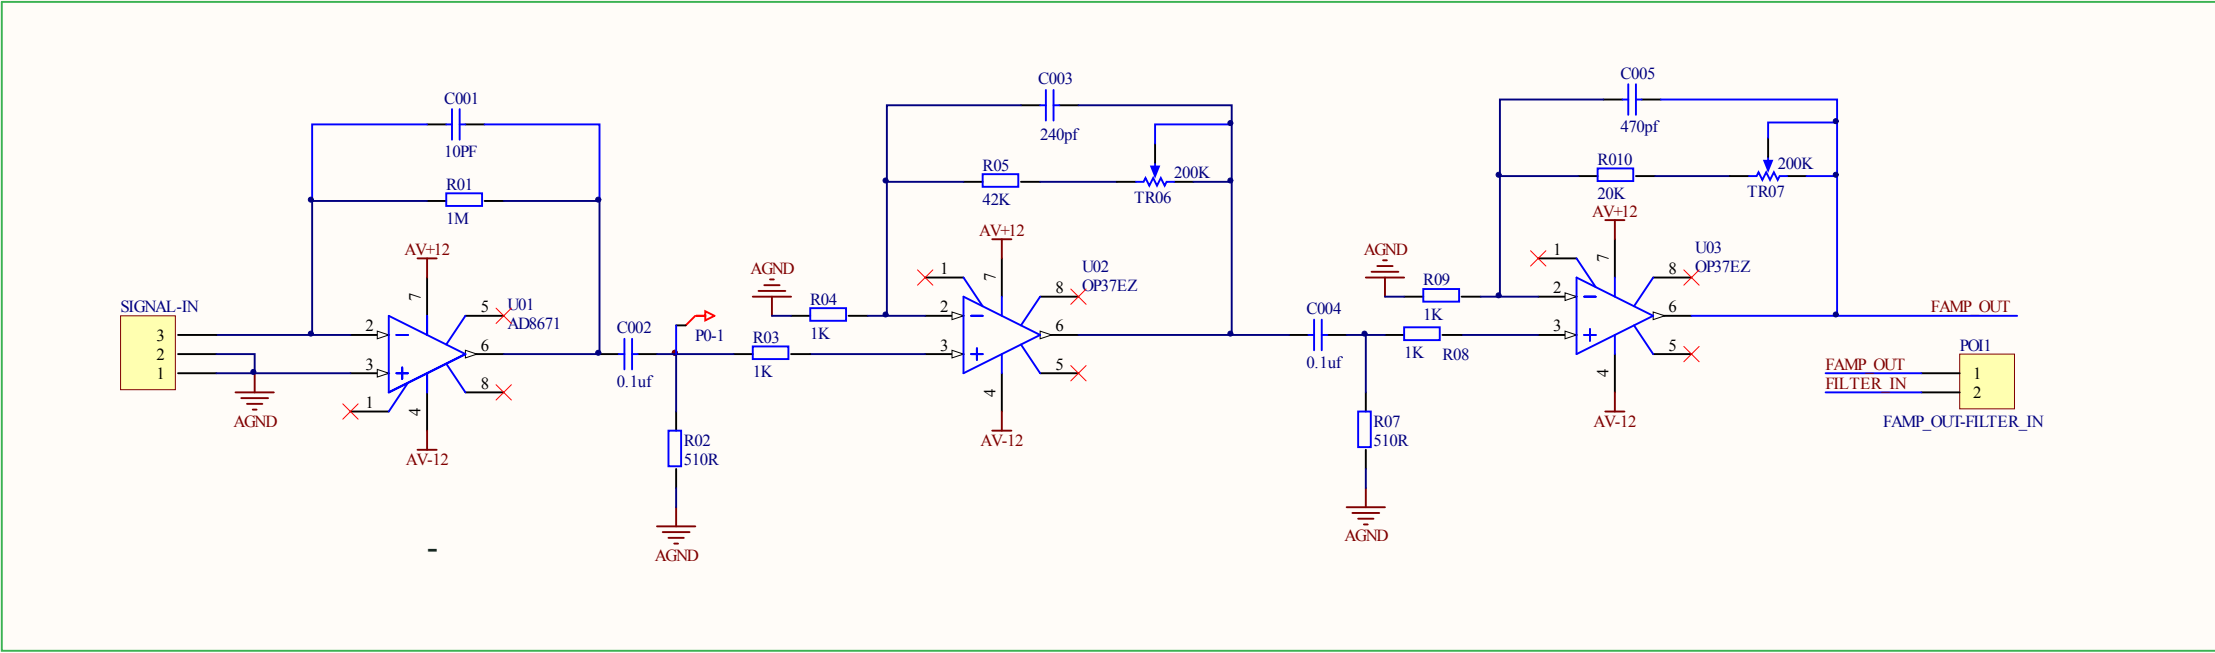 SIGNAL-IN
3
2
1
AGND
C001
10PF
R01
1M
AV+12
7
2
3
1
4
5
6
8
U01
AD8671
AV-12
C002
0.1uf
P0-1
R02
510R
AGND
R03
1K
AGND
R04
1K
C003
240pf
R05
42K
200K
TR06
AV+12
7
1
2
3
4
8
6
5
U02
OP37EZ
AV-12
C004
0.1uf
R07
510R
AGND
1K
R08
AGND
R09
1K
C005
470pf
R010
20K
200K
TR07
AV+12
7
1
2
3
4
8
6
5
U03
OP37EZ
AV-12
FAMP_OUT
POI1
FAMP_OUT
1
FILTER_IN
2
FAMP_OUT-FILTER_IN
-